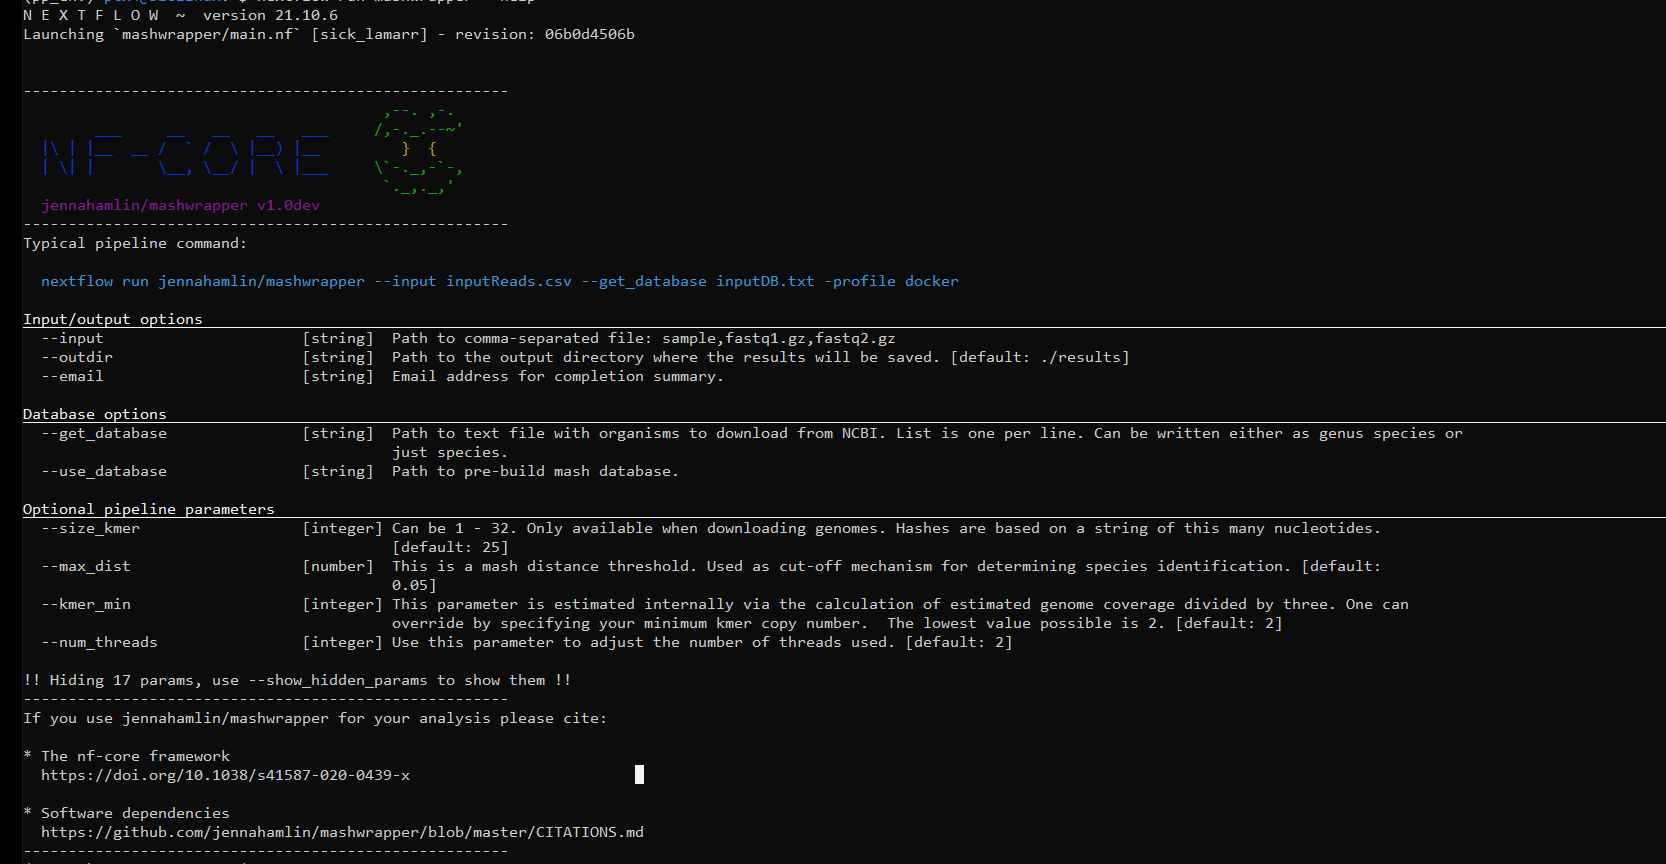 N E X T F L O W  ~  version 21.10.6
Launching `mashwrapper/main.nf` [sick_lamarr] - revision: 06b0d4506b
------------------------------------------------------
NF-CORE
jennahamlin/mashwrapper v1.0dev
------------------------------------------------------
Typical pipeline command:
nextflow run jennahamlin/mashwrapper --input inputReads.csv --get_database inputDB.txt -profile docker
Input/output options
--input [string] Path to comma-separated file: sample,fastq1.gz,fastq2.gz
--outdir [string] Path to the output directory where the results will be saved. [default: ./results]
--email [string] Email address for completion summary.
Database options
--get_database [string] Path to text file with organisms to download from NCBI. List is one per line. Can be written either as genus species or
just species.
--use_database [string] Path to pre-build mash database.
Optional pipeline parameters
--size_kmer [integer] Can be 1 - 32. Only available when downloading genomes. Hashes are based on a string of this many nucleotides.
[default: 25]
--max_dist [number] This is a mash distance threshold. Used as cut-off mechanism for determining species identification. [default:
0.05]
--kmer_min [integer] This parameter is estimated internally via the calculation of estimated genome coverage divided by three. One can
override by specifying your minimum kmer copy number.  The lowest value possible is 2. [default: 2]
--num_threads [integer] Use this parameter to adjust the number of threads used. [default: 2]
!! Hiding 17 params, use --show_hidden_params to show them !!
------------------------------------------------------
If you use jennahamlin/mashwrapper for your analysis please cite:
* The nf-core framework
https://doi.org/10.1038/s41587-020-0439-x
* Software dependencies
https://github.com/jennahamlin/mashwrapper/blob/master/CITATIONS.md
------------------------------------------------------